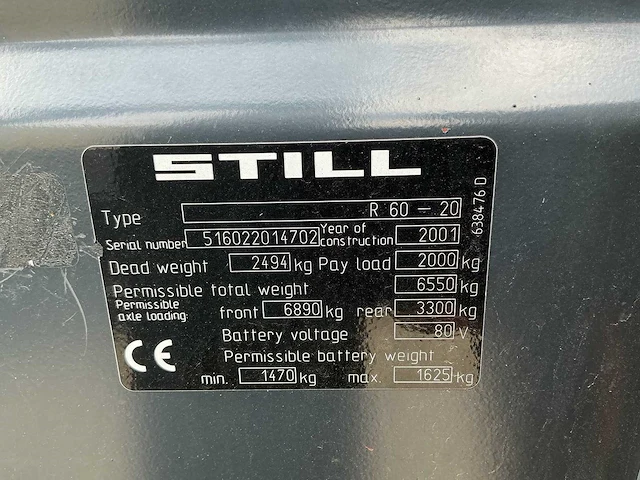 STILL
Type R 60 – 20
Serial number 516022014702 Year of construction 2001
Dead weight 2494 kg Pay load 2000 kg
Permissible total weight 6550 kg
Permissible axle loading: front 6890 kg rear 3300 kg
Battery voltage 80 V
CE Permissible battery weight
min. 1470 kg max. 1625 kg
638476 D